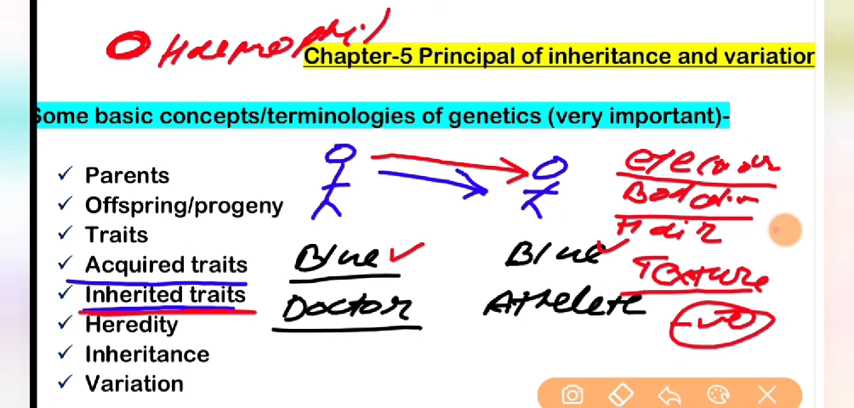 Haemophil
Chapter-5 Principal of inheritance and variation
Some basic concepts/terminologies of genetics (very important)-
✓ Parents
✓ Offspring/progeny
✓ Traits
✓ Acquired traits
✓ Inherited traits
✓ Heredity
✓ Inheritance
✓ Variation
Blue ✓ Blue ✓
Doctor Athelete
eye colour
Hair
Texture